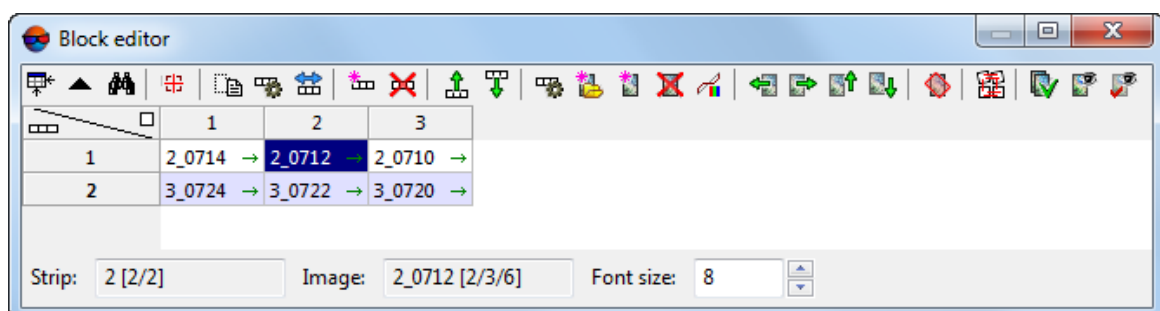 Block editor
1 2 3
1 2_0714 → 2_0712 → 2_0710 →
2 3_0724 → 3_0722 → 3_0720 →
Strip: 2 [2/2] Image: 2_0712 [2/3/6] Font size: 8